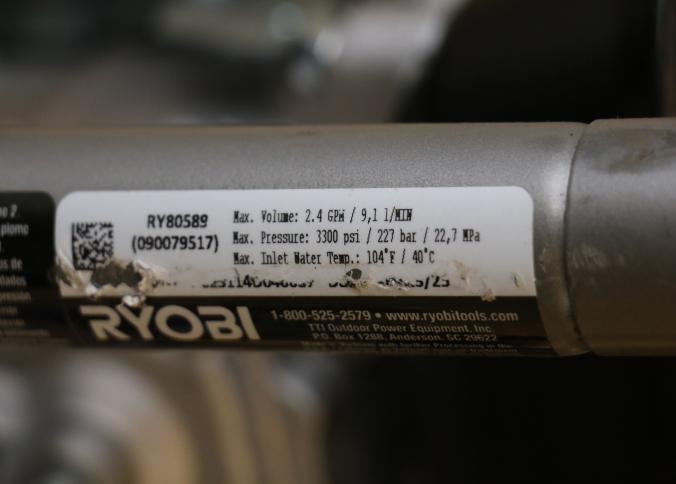 RY80589
(090079517)
Max. Volume: 2.4 GPM / 9,1 l/MIN
Max. Pressure: 3300 psi / 227 bar / 22,7 MPa
Max. Inlet Water Temp.: 104°F / 40°C
RYOBI
1-800-525-2579 • www.ryobitools.com
TTI Outdoor Power Equipment, Inc.
P.O. Box 1288, Anderson, SC 29622